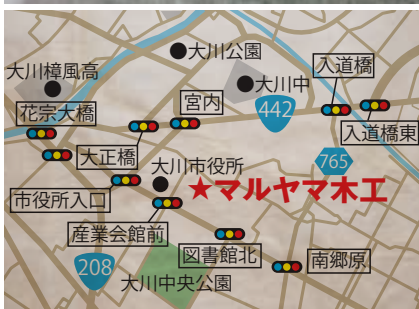 大川公園
入道橋
大川樟風高
大川中
花宗大橋
宮内
442
入道橋東
大正橋
765
大川市役所
★マルヤマ木工
市役所入口
産業会館前
図書館北
南郷原
208
大川中央公園